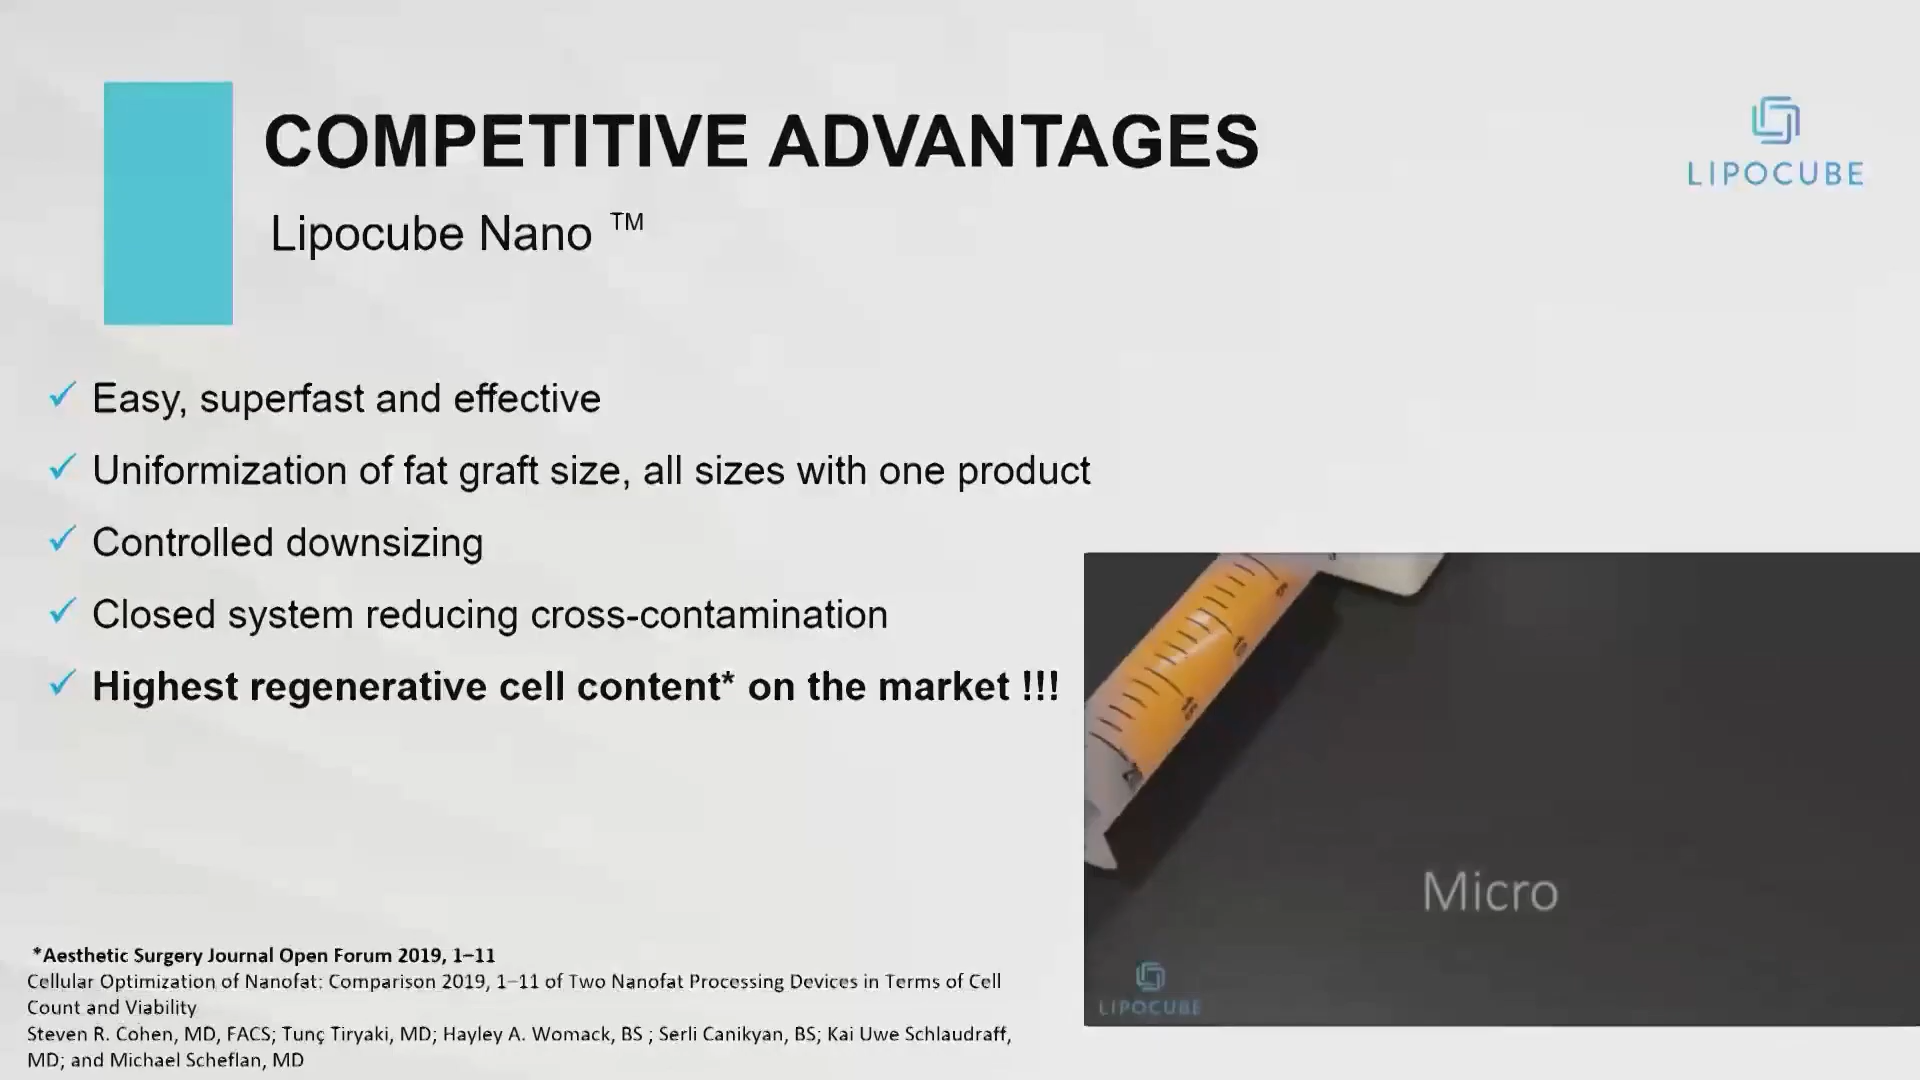 COMPETITIVE ADVANTAGES
LIPOCUBE
Lipocube Nano ™
✓ Easy, superfast and effective
✓ Uniformization of fat graft size, all sizes with one product
✓ Controlled downsizing
✓ Closed system reducing cross-contamination
✓ Highest regenerative cell content* on the market !!!
Micro
LIPOCUBE
*Aesthetic Surgery Journal Open Forum 2019, 1–11
Cellular Optimization of Nanofat: Comparison 2019, 1–11 of Two Nanofat Processing Devices in Terms of Cell
Count and Viability
Steven R. Cohen, MD, FACS; Tunç Tiryaki, MD; Hayley A. Womack, BS ; Serli Canikyan, BS; Kai Uwe Schlaudraff,
MD; and Michael Scheflan, MD